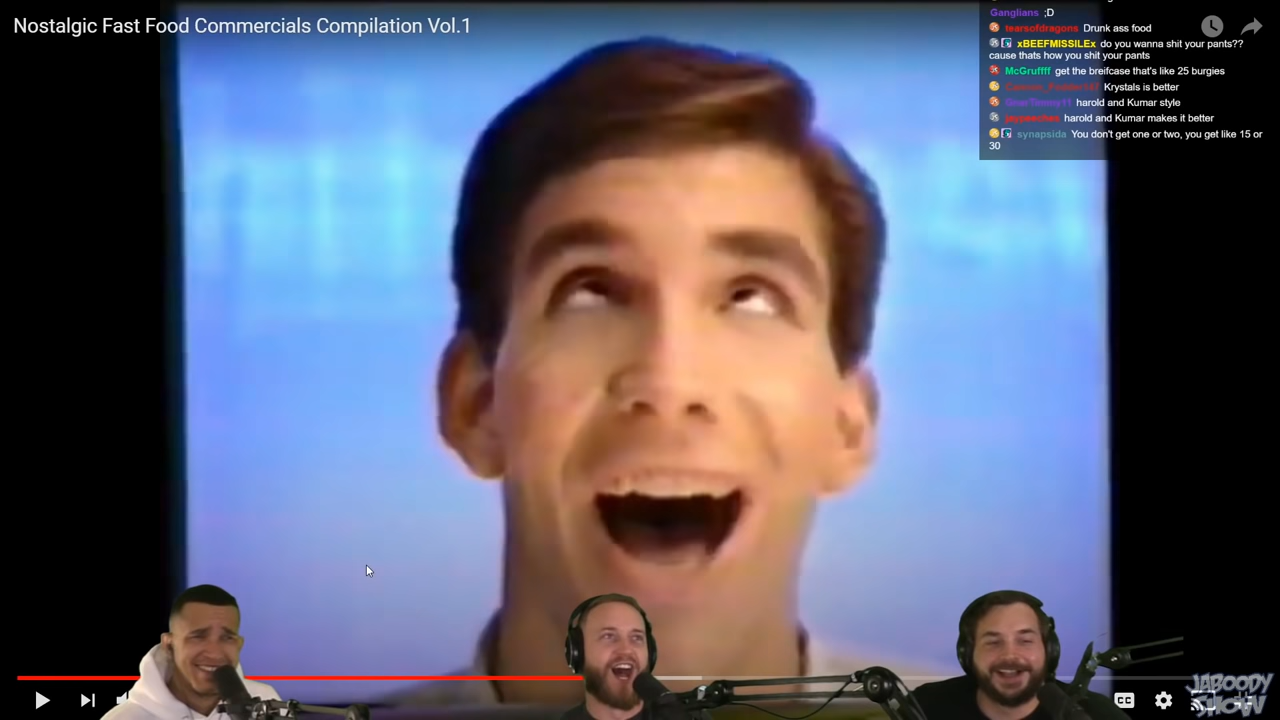 Nostalgic Fast Food Commercials Compilation Vol.1
Ganglians ;D
tearsofdragons Drunk ass food
xBEEFMISSILEx do you wanna shit your pants??
cause thats how you shit your pants
McGruffff get the breifcase that's like 25 burgies
Krystals is better
harold and Kumar style
harold and Kumar makes it better
synapsida You don't get one or two, you get like 15 or
30
CC
JABOODY
SHOW